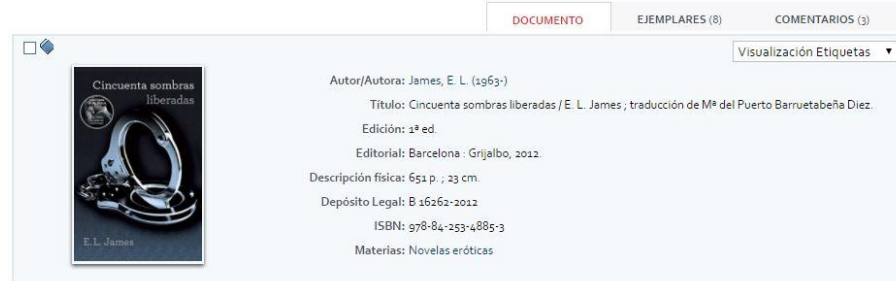 DOCUMENTO EJEMPLARES (8) COMENTARIOS (3)
Visualización Etiquetas
Cincuenta sombras
liberadas
E.L. James
Autor/Autora: James, E. L. (1963-)
Título: Cincuenta sombras liberadas / E. L. James ; traducción de Mª del Puerto Barruetabeña Diez.
Edición: 1ª ed.
Editorial: Barcelona : Grijalbo, 2012.
Descripción física: 651 p. ; 23 cm.
Depósito Legal: B 16262-2012
ISBN: 978-84-253-4885-3
Materias: Novelas eróticas